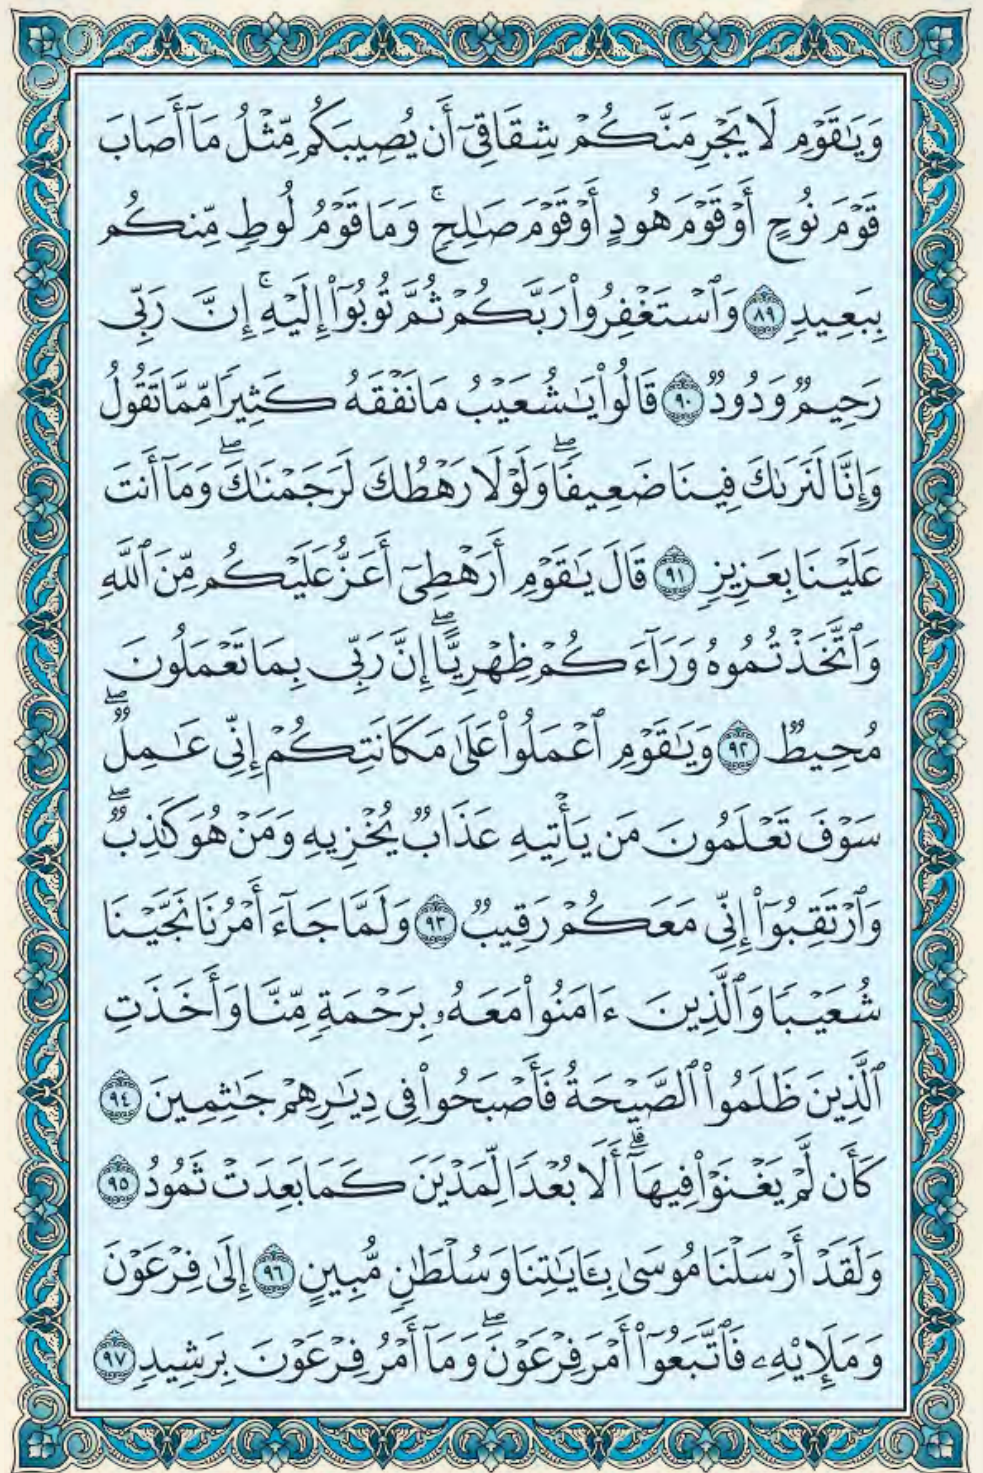 وَيَٰقَوۡمِ لَا يَجۡرِمَنَّكُمۡ شِقَاقِيٓ أَن يُصِيبَكُم مِّثۡلُ مَآ أَصَابَ
قَوۡمَ نُوحٍ أَوۡ قَوۡمَ هُودٍ أَوۡ قَوۡمَ صَٰلِحٖۚ وَمَا قَوۡمُ لُوطٖ مِّنكُم
بِبَعِيدٖ ٨٩ وَٱسۡتَغۡفِرُواْ رَبَّكُمۡ ثُمَّ تُوبُوٓاْ إِلَيۡهِۚ إِنَّ رَبِّي
رَحِيمٞ وَدُودٞ ٩٠ قَالُواْ يَٰشُعَيۡبُ مَا نَفۡقَهُ كَثِيرٗا مِّمَّا تَقُولُ
وَإِنَّا لَنَرَىٰكَ فِينَا ضَعِيفٗاۖ وَلَوۡلَا رَهۡطُكَ لَرَجَمۡنَٰكَۖ وَمَآ أَنتَ
عَلَيۡنَا بِعَزِيزٖ ٩١ قَالَ يَٰقَوۡمِ أَرَهۡطِيٓ أَعَزُّ عَلَيۡكُم مِّنَ ٱللَّهِ
وَٱتَّخَذۡتُمُوهُ وَرَآءَكُمۡ ظِهۡرِيًّاۖ إِنَّ رَبِّي بِمَا تَعۡمَلُونَ
مُحِيطٞ ٩٢ وَيَٰقَوۡمِ ٱعۡمَلُواْ عَلَىٰ مَكَانَتِكُمۡ إِنِّي عَٰمِلٞۖ
سَوۡفَ تَعۡلَمُونَ مَن يَأۡتِيهِ عَذَابٞ يُخۡزِيهِ وَمَنۡ هُوَ كَٰذِبٞۖ
وَٱرۡتَقِبُوٓاْ إِنِّي مَعَكُمۡ رَقِيبٞ ٩٣ وَلَمَّا جَآءَ أَمۡرُنَا نَجَّيۡنَا
شُعَيۡبٗا وَٱلَّذِينَ ءَامَنُواْ مَعَهُۥ بِرَحۡمَةٖ مِّنَّا وَأَخَذَتِ
ٱلَّذِينَ ظَلَمُواْ ٱلصَّيۡحَةُ فَأَصۡبَحُواْ فِي دِيَٰرِهِمۡ جَٰثِمِينَ ٩٤
كَأَن لَّمۡ يَغۡنَوۡاْ فِيهَآۗ أَلَا بُعۡدٗا لِّمَدۡيَنَ كَمَا بَعِدَتۡ ثَمُودُ ٩٥
وَلَقَدۡ أَرۡسَلۡنَا مُوسَىٰ بِـَٔايَٰتِنَا وَسُلۡطَٰنٖ مُّبِينٍ ٩٦ إِلَىٰ فِرۡعَوۡنَ
وَمَلَإِيْهِۦ فَٱتَّبَعُوٓاْ أَمۡرَ فِرۡعَوۡنَۖ وَمَآ أَمۡرُ فِرۡعَوۡنَ بِرَشِيدٖ ٩٧